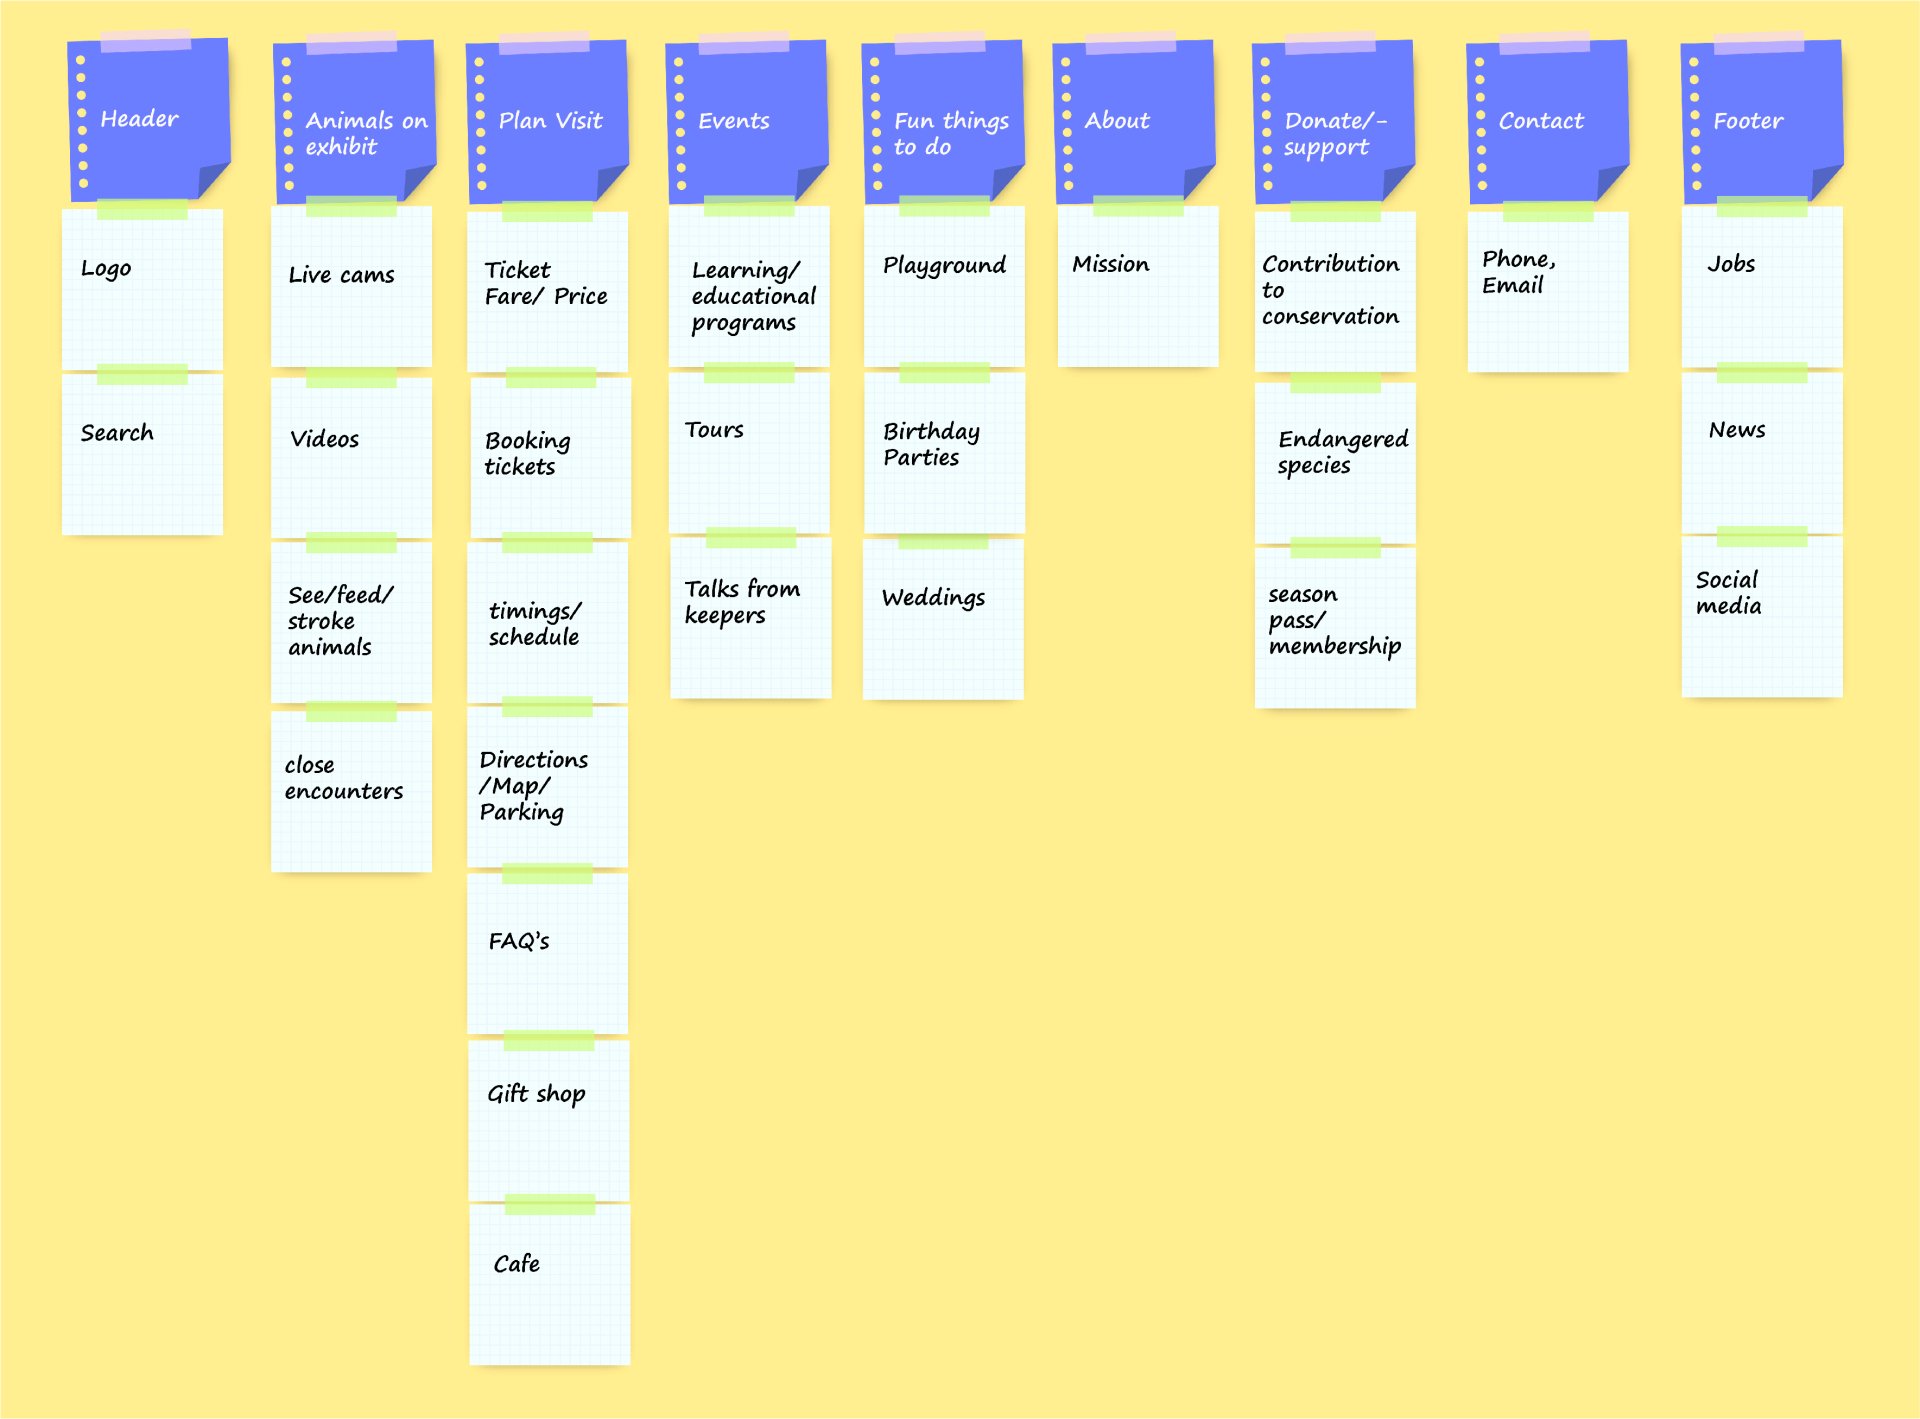 Header
Logo
Search
Animals on
exhibit
Live cams
Videos
See/feed/
stroke
animals
close
encounters
Plan Visit
Ticket
Fare/ Price
Booking
tickets
timings/
schedule
Directions
/Map/
Parking
FAQ's
Gift shop
Cafe
Events
Learning/
educational
programs
Tours
Talks from
keepers
Fun things
to do
Playground
Birthday
Parties
Weddings
About
Mission
Donate/-
support
Contribution
to
conservation
Endangered
species
season
pass/
membership
Contact
Phone,
Email
Footer
Jobs
News
Social
media